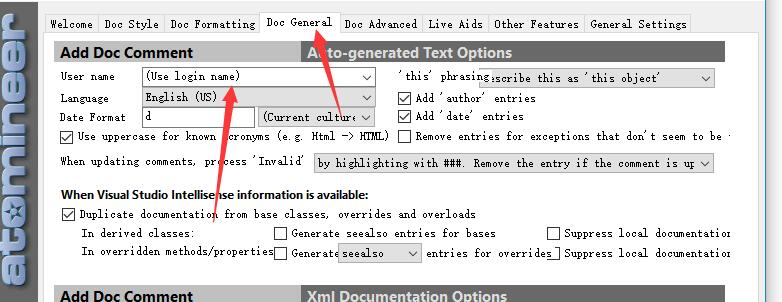 atomineer
Welcome Doc Style Doc Formatting Doc General Doc Advanced Live Aids Other Features General Settings
Add Doc Comment Auto-generated Text Options
User name (Use login name) 'this' phrasing escribe this as 'this object'
Language English (US) Add 'author' entries
Date Format d (Current culture Add 'date' entries
Use uppercase for known acronyms (e.g. Html -> HTML) Remove entries for exceptions that don't seem to be
When updating comments, process 'Invalid' by highlighting with ###. Remove the entry if the comment is up
When Visual Studio Intellisense information is available:
Duplicate documentation from base classes, overrides and overloads
In derived classes: Generate seealso entries for bases Suppress local documentation
In overridden methods/properties Generate seealso entries for overrides Suppress local documentation
Add Doc Comment Xml Documentation Options